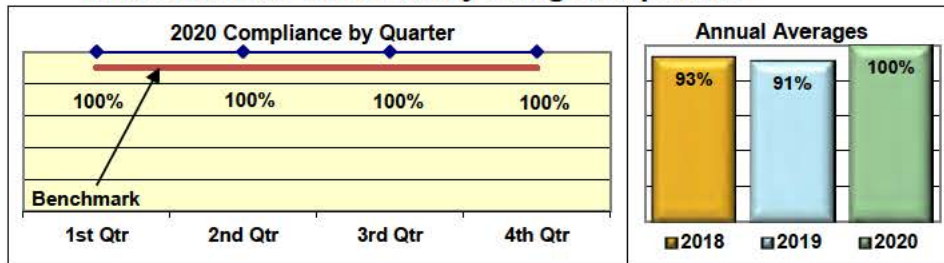 2020 Compliance by Quarter
100% 100% 100% 100%
Benchmark
1st Qtr 2nd Qtr 3rd Qtr 4th Qtr
Annual Averages
93% 91% 100%
2018 2019 2020